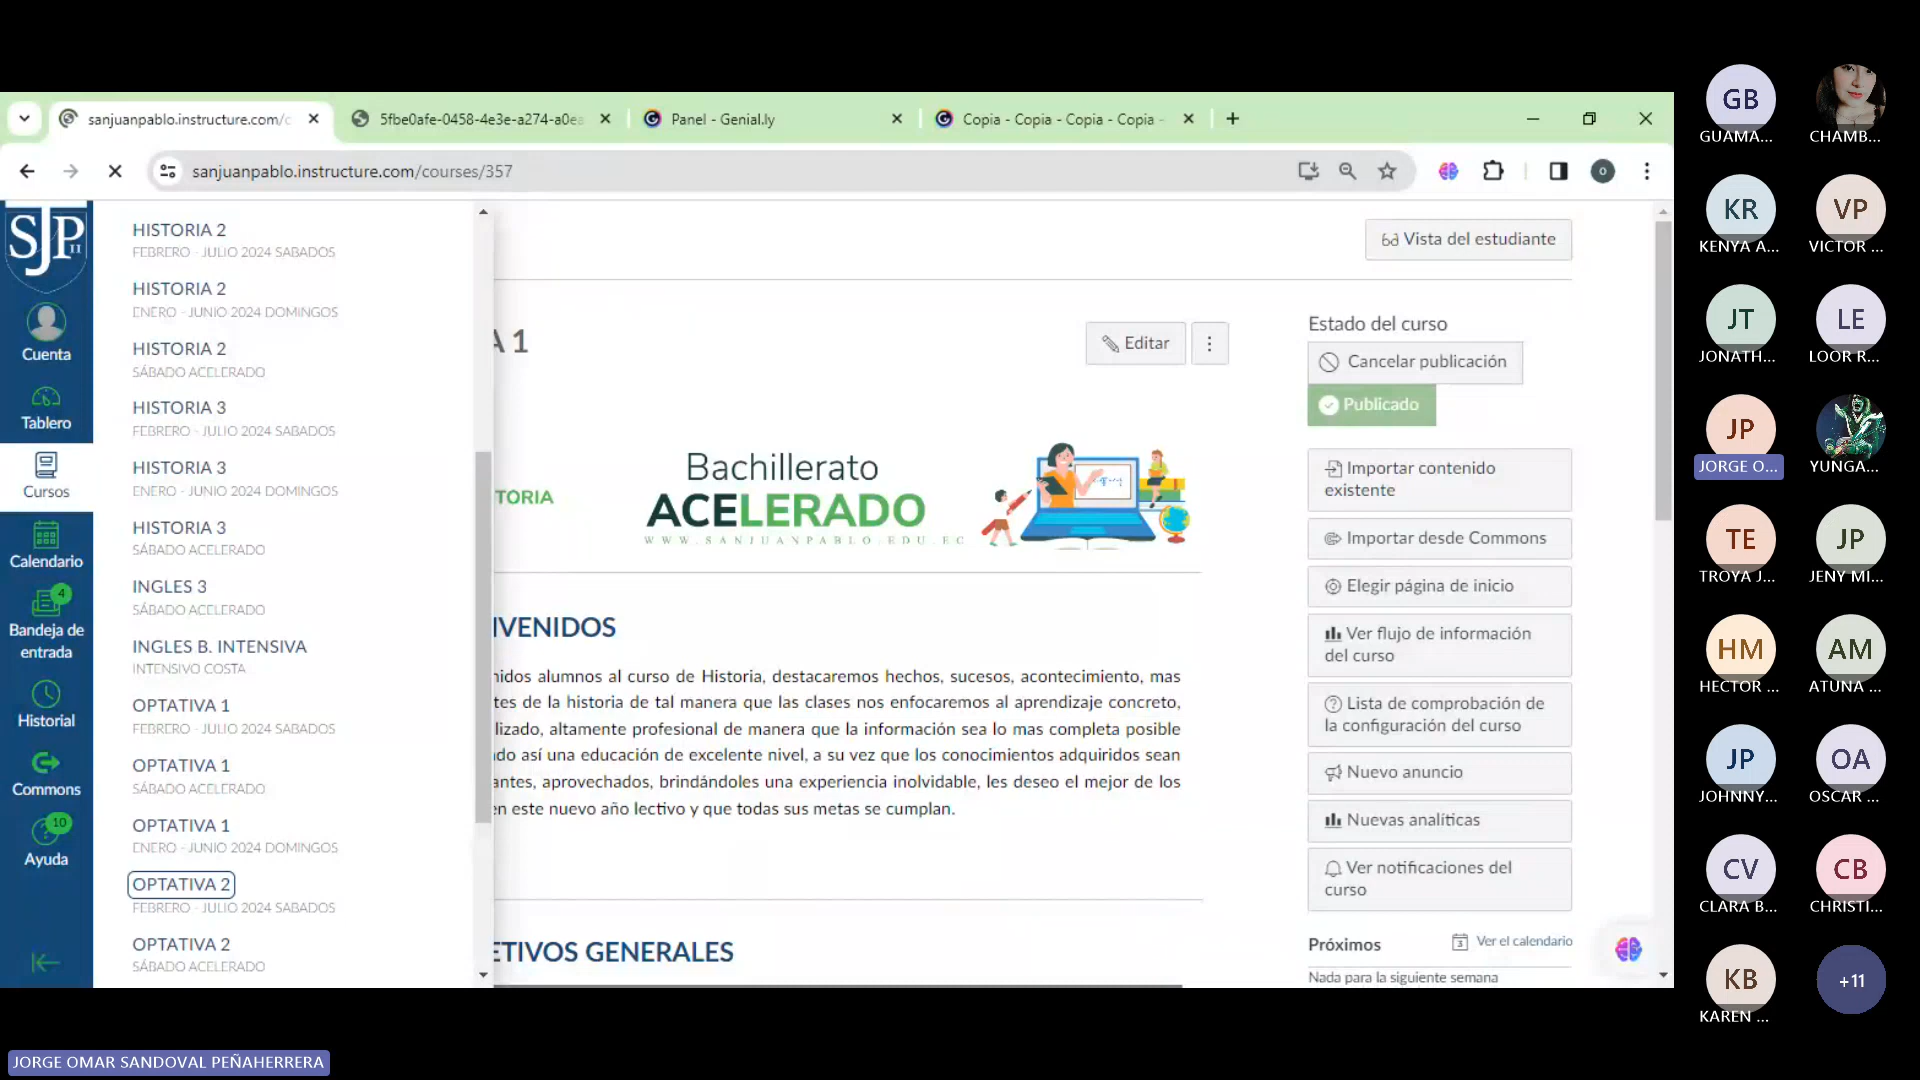 sanjuanpablo.instructure.com/c
5fbe0afe-0458-4e3e-a274-a0ea
Panel - Genial.ly
Copia - Copia - Copia - Copia -
sanjuanpablo.instructure.com/courses/357
SJP II
Cuenta
Tablero
Cursos
Calendario
4
Bandeja de
entrada
Historial
Commons
10
Ayuda
HISTORIA 2
FEBRERO - JULIO 2024 SABADOS
HISTORIA 2
ENERO - JUNIO 2024 DOMINGOS
HISTORIA 2
SÁBADO ACELERADO
HISTORIA 3
FEBRERO - JULIO 2024 SABADOS
HISTORIA 3
ENERO - JUNIO 2024 DOMINGOS
HISTORIA 3
SÁBADO ACELERADO
INGLES 3
SÁBADO ACELERADO
INGLES B. INTENSIVA
INTENSIVO COSTA
OPTATIVA 1
FEBRERO - JULIO 2024 SABADOS
OPTATIVA 1
SÁBADO ACELERADO
OPTATIVA 1
ENERO - JUNIO 2024 DOMINGOS
OPTATIVA 2
FEBRERO - JULIO 2024 SABADOS
OPTATIVA 2
SÁBADO ACELERADO
Vista del estudiante
A 1
Editar
TORIA
Bachillerato
ACELERADO
WWW.SANJUANPABLO.EDU.EC
IVENIDOS
nidos alumnos al curso de Historia, destacaremos hechos, sucesos, acontecimiento, mas
tes de la historia de tal manera que las clases nos enfocaremos al aprendizaje concreto,
lizado, altamente profesional de manera que la información sea lo mas completa posible
do así una educación de excelente nivel, a su vez que los conocimientos adquiridos sean
antes, aprovechados, brindándoles una experiencia inolvidable, les deseo el mejor de los
en este nuevo año lectivo y que todas sus metas se cumplan.
ETIVOS GENERALES
Estado del curso
Cancelar publicación
Publicado
Importar contenido
existente
Importar desde Commons
Elegir página de inicio
Ver flujo de información
del curso
Lista de comprobación de
la configuración del curso
Nuevo anuncio
Nuevas analíticas
Ver notificaciones del
curso
Próximos
3 Ver el calendario
Nada para la siguiente semana
GB
GUAMA...
CHAMB...
KR
KENYA A...
VP
VICTOR ...
JT
JONATH...
LE
LOOR R...
JP
JORGE O...
YUNGA...
TE
TROYA J...
JP
JENY MI...
HM
HECTOR ...
AM
ATUNA ...
JP
JOHNNY...
OA
OSCAR ...
CV
CLARA B...
CB
CHRISTI...
KB
KAREN ...
+11
JORGE OMAR SANDOVAL PEÑAHERRERA